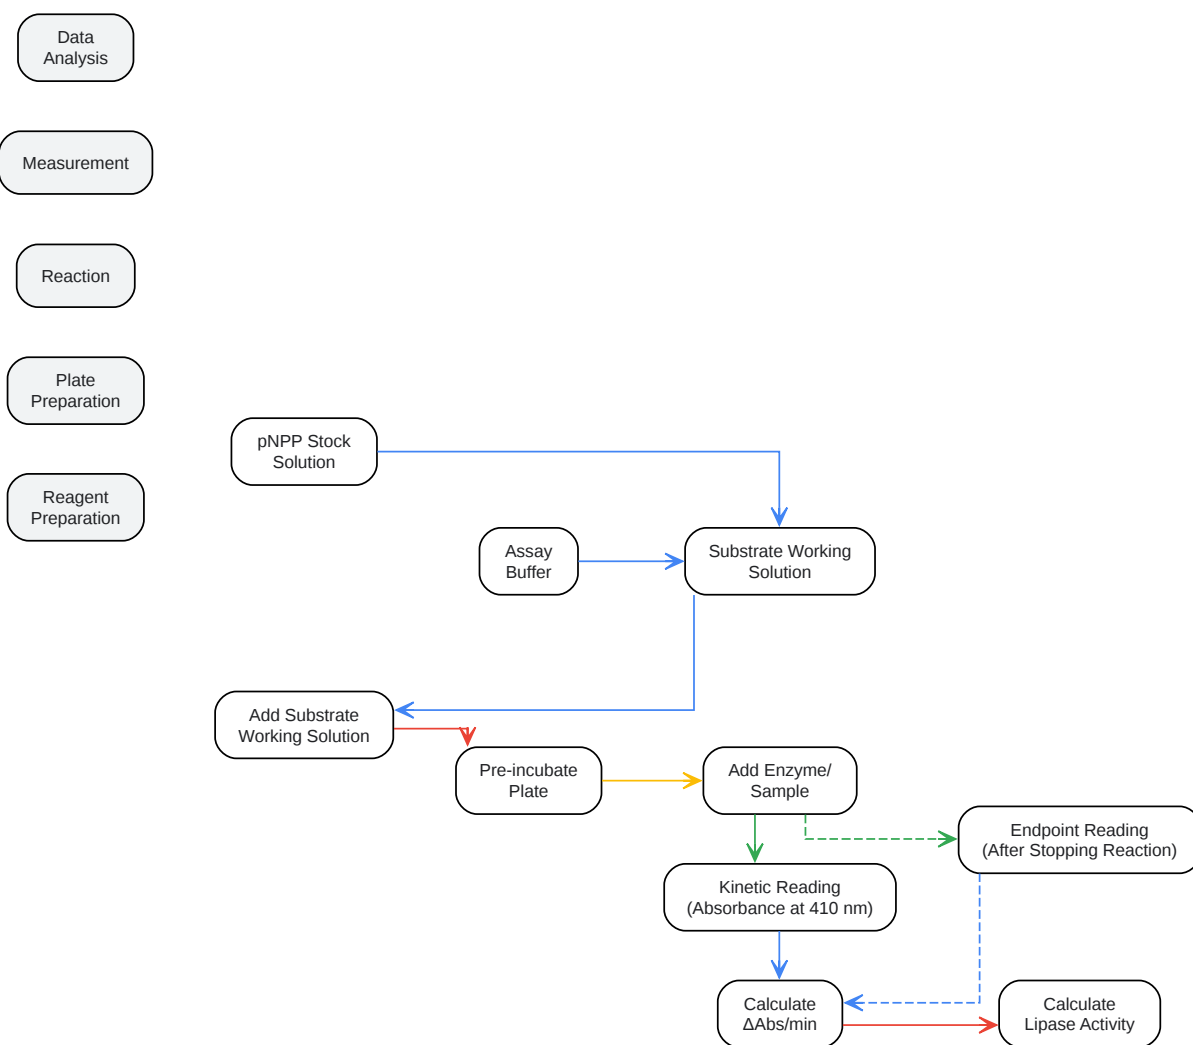 Data
Analysis
Measurement
Reaction
Plate
Preparation
Reagent
Preparation
pNPP Stock
Solution
Assay
Buffer
Substrate Working
Solution
Add Substrate
Working Solution
Pre-incubate
Plate
Add Enzyme/
Sample
Endpoint Reading
(After Stopping Reaction)
Kinetic Reading
(Absorbance at 410 nm)
Calculate
ΔAbs/min
Calculate
Lipase Activity